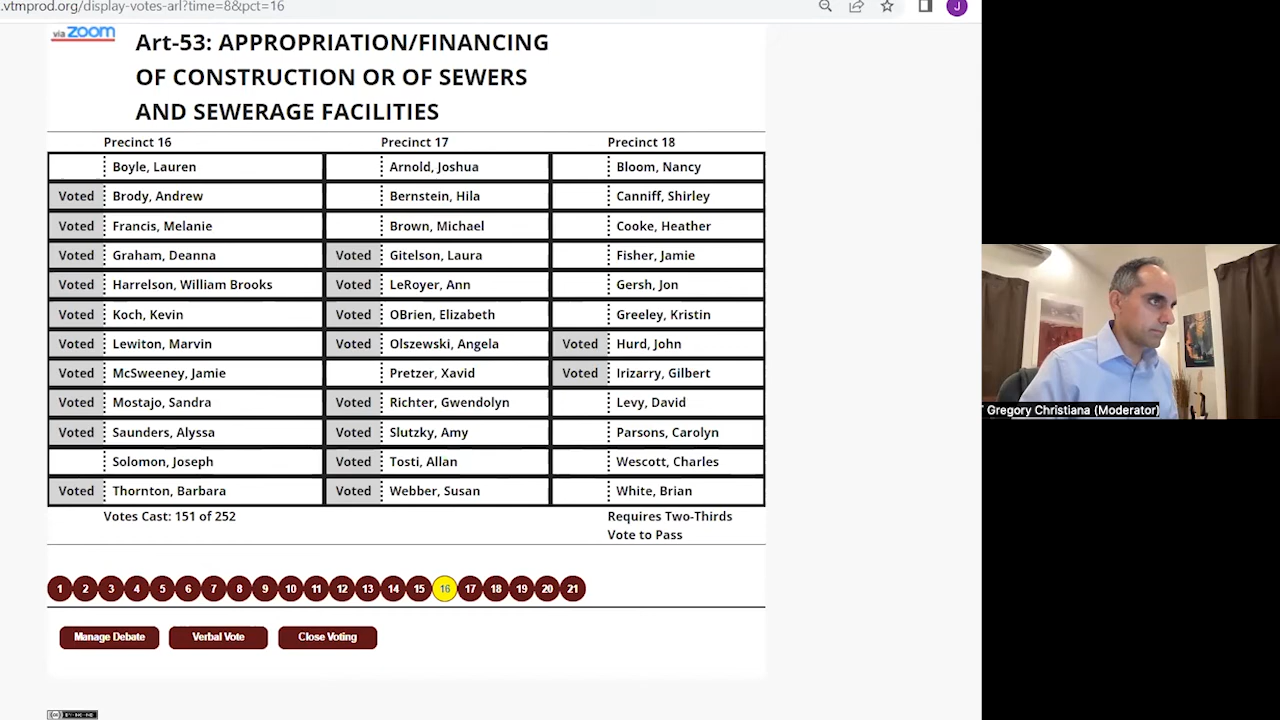 .vtmprod.org/display-votes-arl?time=8&pct=16
J
via zoom
Art-53: APPROPRIATION/FINANCING
OF CONSTRUCTION OR OF SEWERS
AND SEWERAGE FACILITIES
Precinct 16 Precinct 17 Precinct 18
Boyle, Lauren Arnold, Joshua Bloom, Nancy
Voted Brody, Andrew Bernstein, Hila Canniff, Shirley
Voted Francis, Melanie Brown, Michael Cooke, Heather
Voted Graham, Deanna Voted Gitelson, Laura Fisher, Jamie
Voted Harrelson, William Brooks Voted LeRoyer, Ann Gersh, Jon
Voted Koch, Kevin Voted OBrien, Elizabeth Greeley, Kristin
Voted Lewiton, Marvin Voted Olszewski, Angela Voted Hurd, John
Voted McSweeney, Jamie Pretzer, Xavid Voted Irizarry, Gilbert
Voted Mostajo, Sandra Voted Richter, Gwendolyn Levy, David
Voted Saunders, Alyssa Voted Slutzky, Amy Parsons, Carolyn
Solomon, Joseph Voted Tosti, Allan Wescott, Charles
Voted Thornton, Barbara Voted Webber, Susan White, Brian
Votes Cast: 151 of 252 Requires Two-Thirds
Vote to Pass
1 2 3 4 5 6 7 8 9 10 11 12 13 14 15 16 17 18 19 20 21
Manage Debate Verbal Vote Close Voting
Gregory Christiana (Moderator)